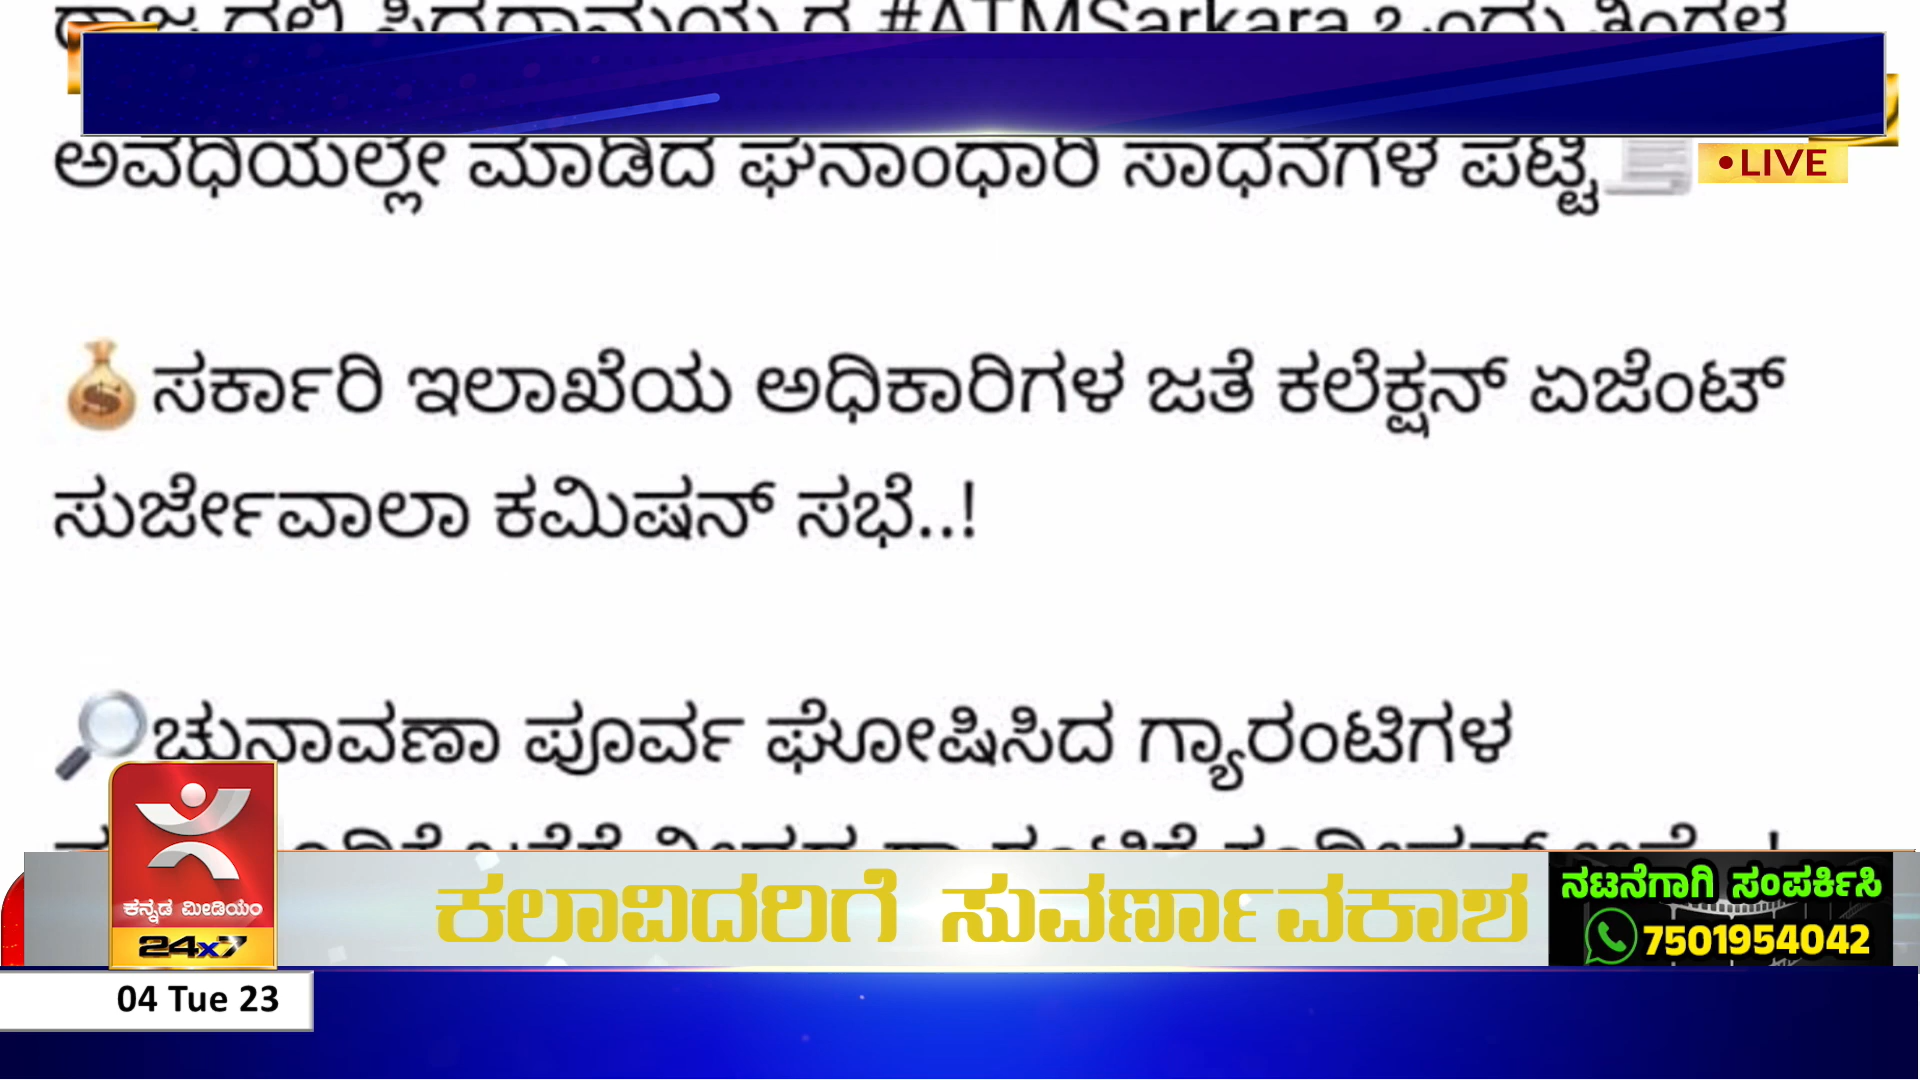 #ATMSarkara
ಅವಧಿಯಲ್ಲೇ ಮಾಡಿದ ಘನಾಂಧಾರಿ ಸಾಧನೆಗಳ ಪಟ್ಟಿ
•LIVE
ಸರ್ಕಾರಿ ಇಲಾಖೆಯ ಅಧಿಕಾರಿಗಳ ಜತೆ ಕಲೆಕ್ಷನ್ ಏಜೆಂಟ್
ಸುರ್ಜೇವಾಲಾ ಕಮಿಷನ್ ಸಭೆ..!
ಚುನಾವಣಾ ಪೂರ್ವ ಘೋಷಿಸಿದ ಗ್ಯಾರಂಟಿಗಳ
ಕನ್ನಡ ಮೀಡಿಯಂ
24x7
ಕಲಾವಿದರಿಗೆ ಸುವರ್ಣಾವಕಾಶ
ನಟನೆಗಾಗಿ ಸಂಪರ್ಕಿಸಿ
7501954042
04 Tue 23